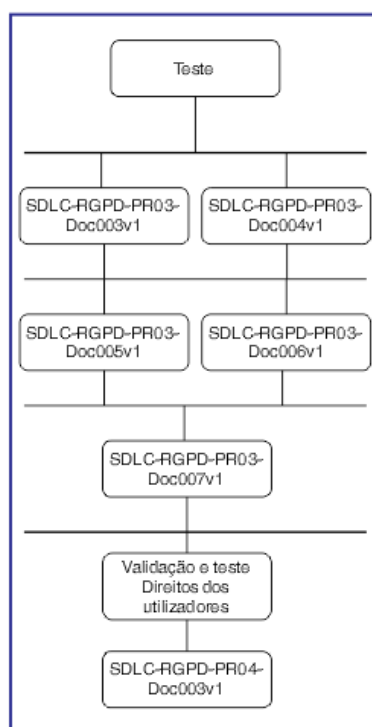 Teste
SDLC-RGPD-PR03-
Doc003v1
SDLC-RGPD-PR03-
Doc004v1
SDLC-RGPD-PR03-
Doc005v1
SDLC-RGPD-PR03-
Doc006v1
SDLC-RGPD-PR03-
Doc007v1
Validação e teste
Direitos dos
utilizadores
SDLC-RGPD-PR04-
Doc003v1